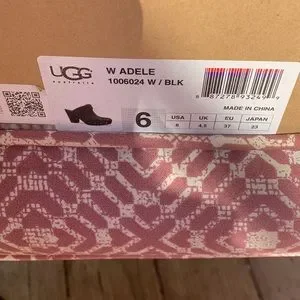 UGG
australia
W ADELE
1006024 W / BLK
MADE IN CHINA
6
USA UK EU JAPAN
6 4.5 37 23